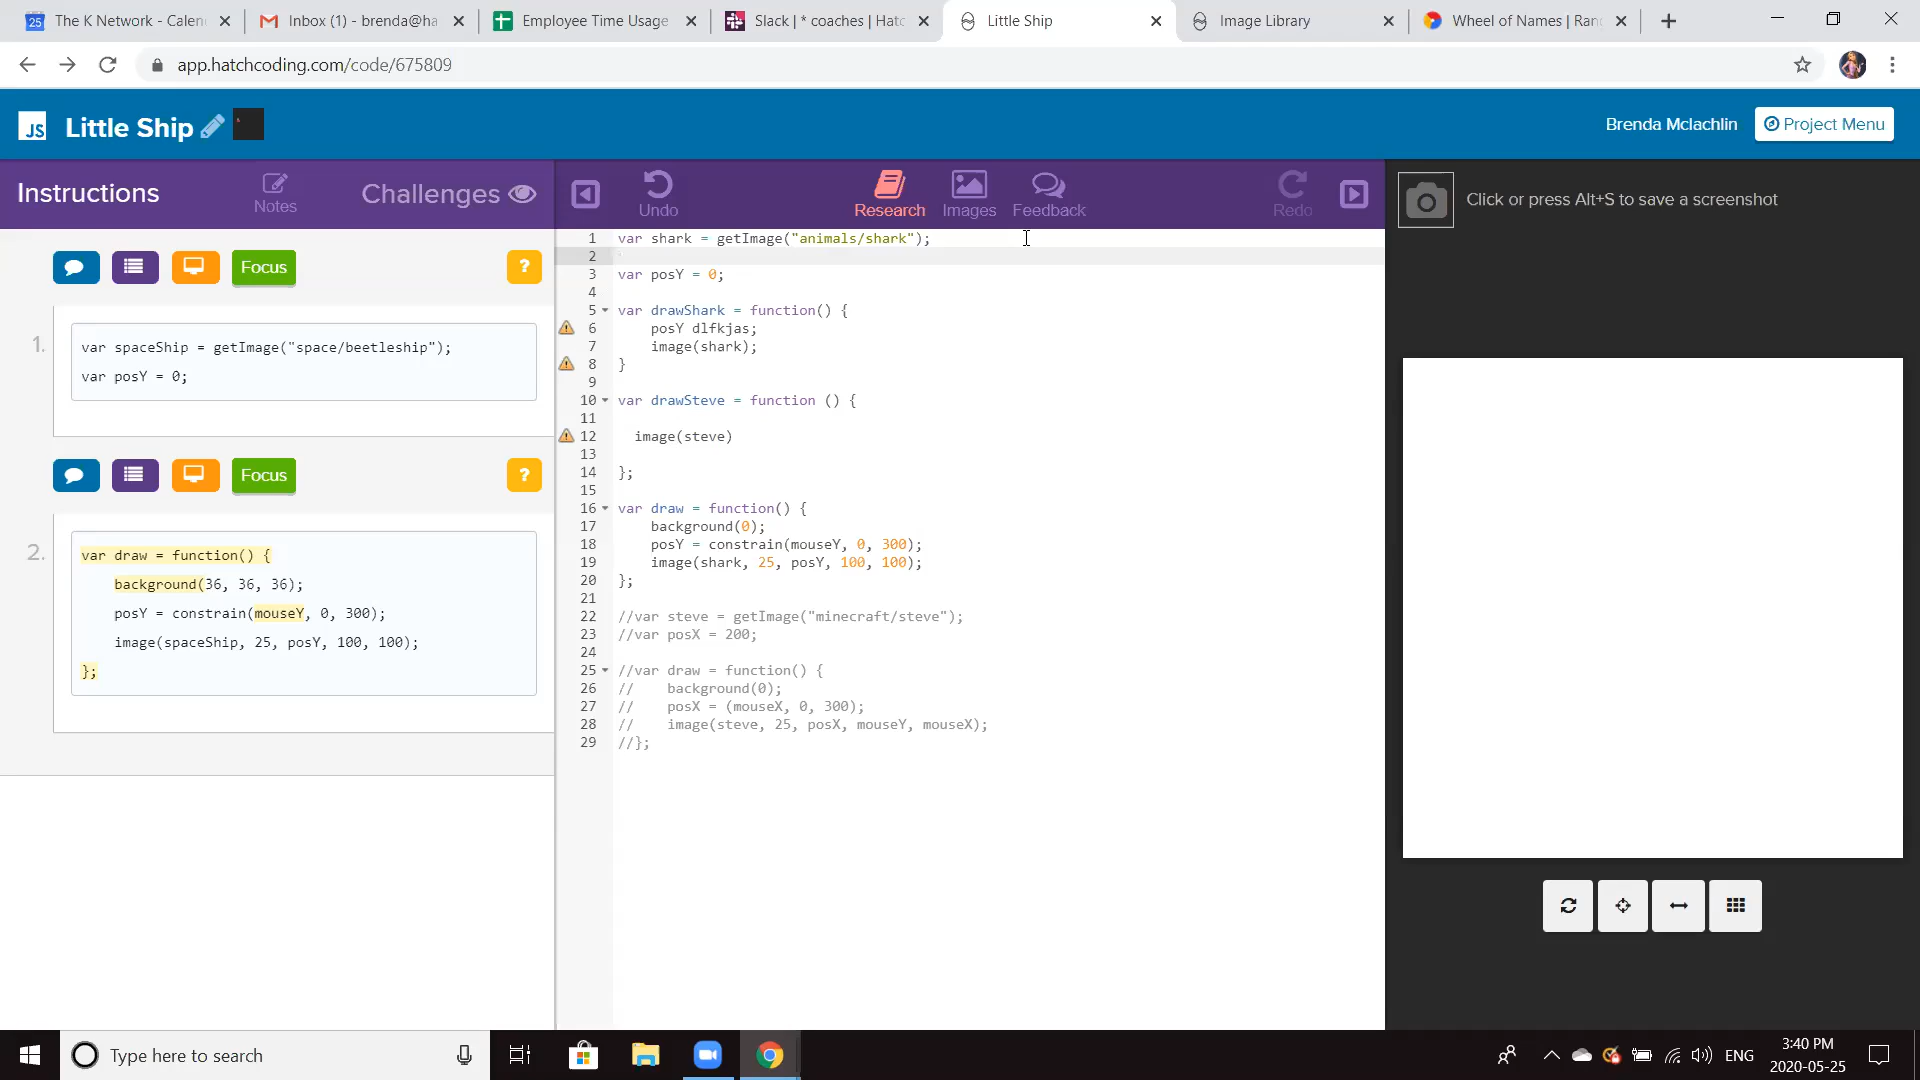 25 The K Network - Calen
Inbox (1) - brenda@ha
Employee Time Usage
Slack | * coaches | Hatc
Little Ship
Image Library
Wheel of Names | Ran
app.hatchcoding.com/code/675809
JS Little Ship
Brenda Mclachlin
Project Menu
Instructions
Notes
Challenges
Undo
Research
Images
Feedback
Redo
Click or press Alt+S to save a screenshot
Focus
?
1.
var spaceShip = getImage("space/beetleship");
var posY = 0;
Focus
?
2.
var draw = function() {
background(36, 36, 36);
posY = constrain(mouseY, 0, 300);
image(spaceShip, 25, posY, 100, 100);
};
1 var shark = getImage("animals/shark");
2
3 var posY = 0;
4
5 var drawShark = function() {
6 posY dlfkjas;
7 image(shark);
8 }
9
10 var drawSteve = function () {
11
12 image(steve)
13
14 };
15
16 var draw = function() {
17 background(0);
18 posY = constrain(mouseY, 0, 300);
19 image(shark, 25, posY, 100, 100);
20 };
21
22 //var steve = getImage("minecraft/steve");
23 //var posX = 200;
24
25 //var draw = function() {
26 // background(0);
27 // posX = (mouseX, 0, 300);
28 // image(steve, 25, posX, mouseY, mouseX);
29 //};
Type here to search
ENG
3:40 PM
2020-05-25